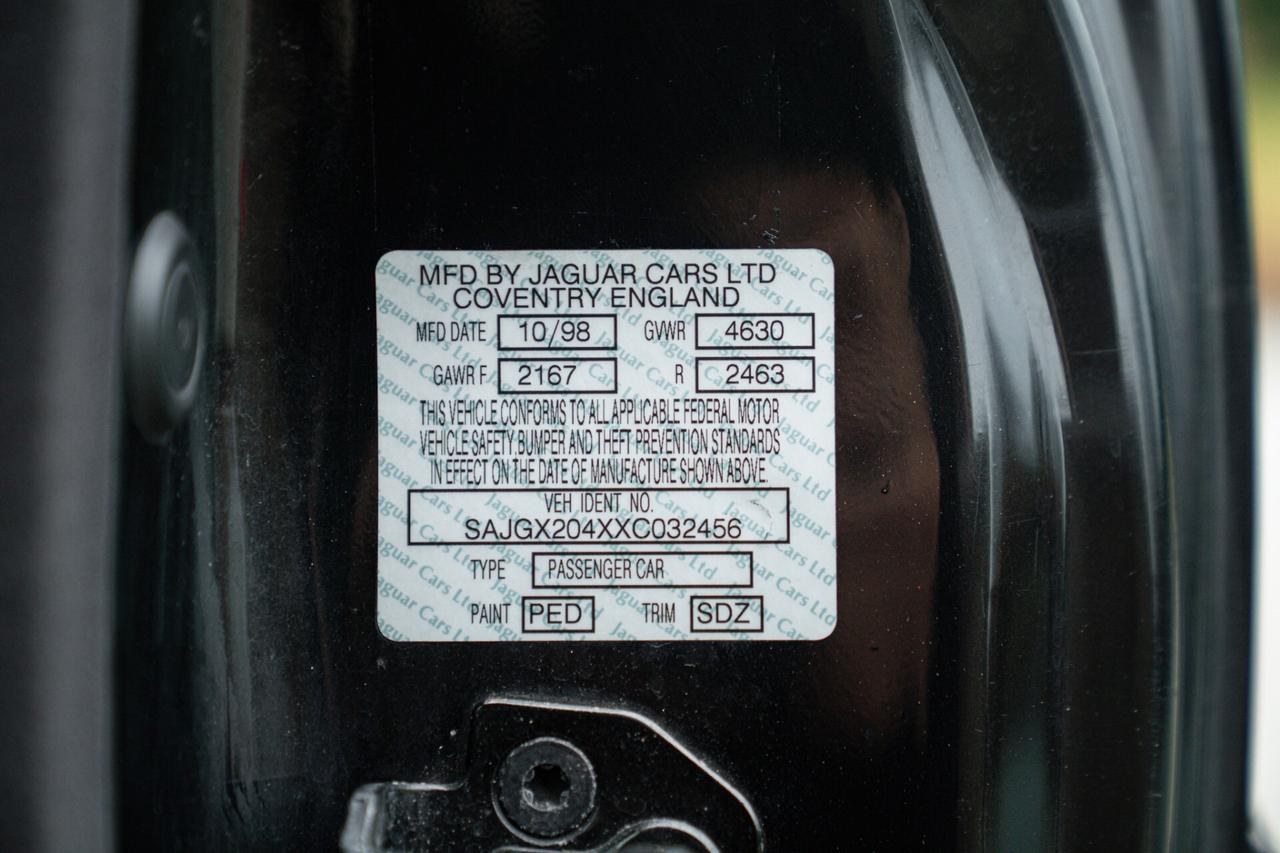 MFD BY JAGUAR CARS LTD
COVENTRY ENGLAND
MFD DATE 10/98 GVWR 4630
GAWR F 2167 R 2463
THIS VEHICLE CONFORMS TO ALL APPLICABLE FEDERAL MOTOR
VEHICLE SAFETY, BUMPER AND THEFT PREVENTION STANDARDS
IN EFFECT ON THE DATE OF MANUFACTURE SHOWN ABOVE.
VEH IDENT NO.
SAJGX204XXC032456
TYPE PASSENGER CAR
PAINT PED TRIM SDZ